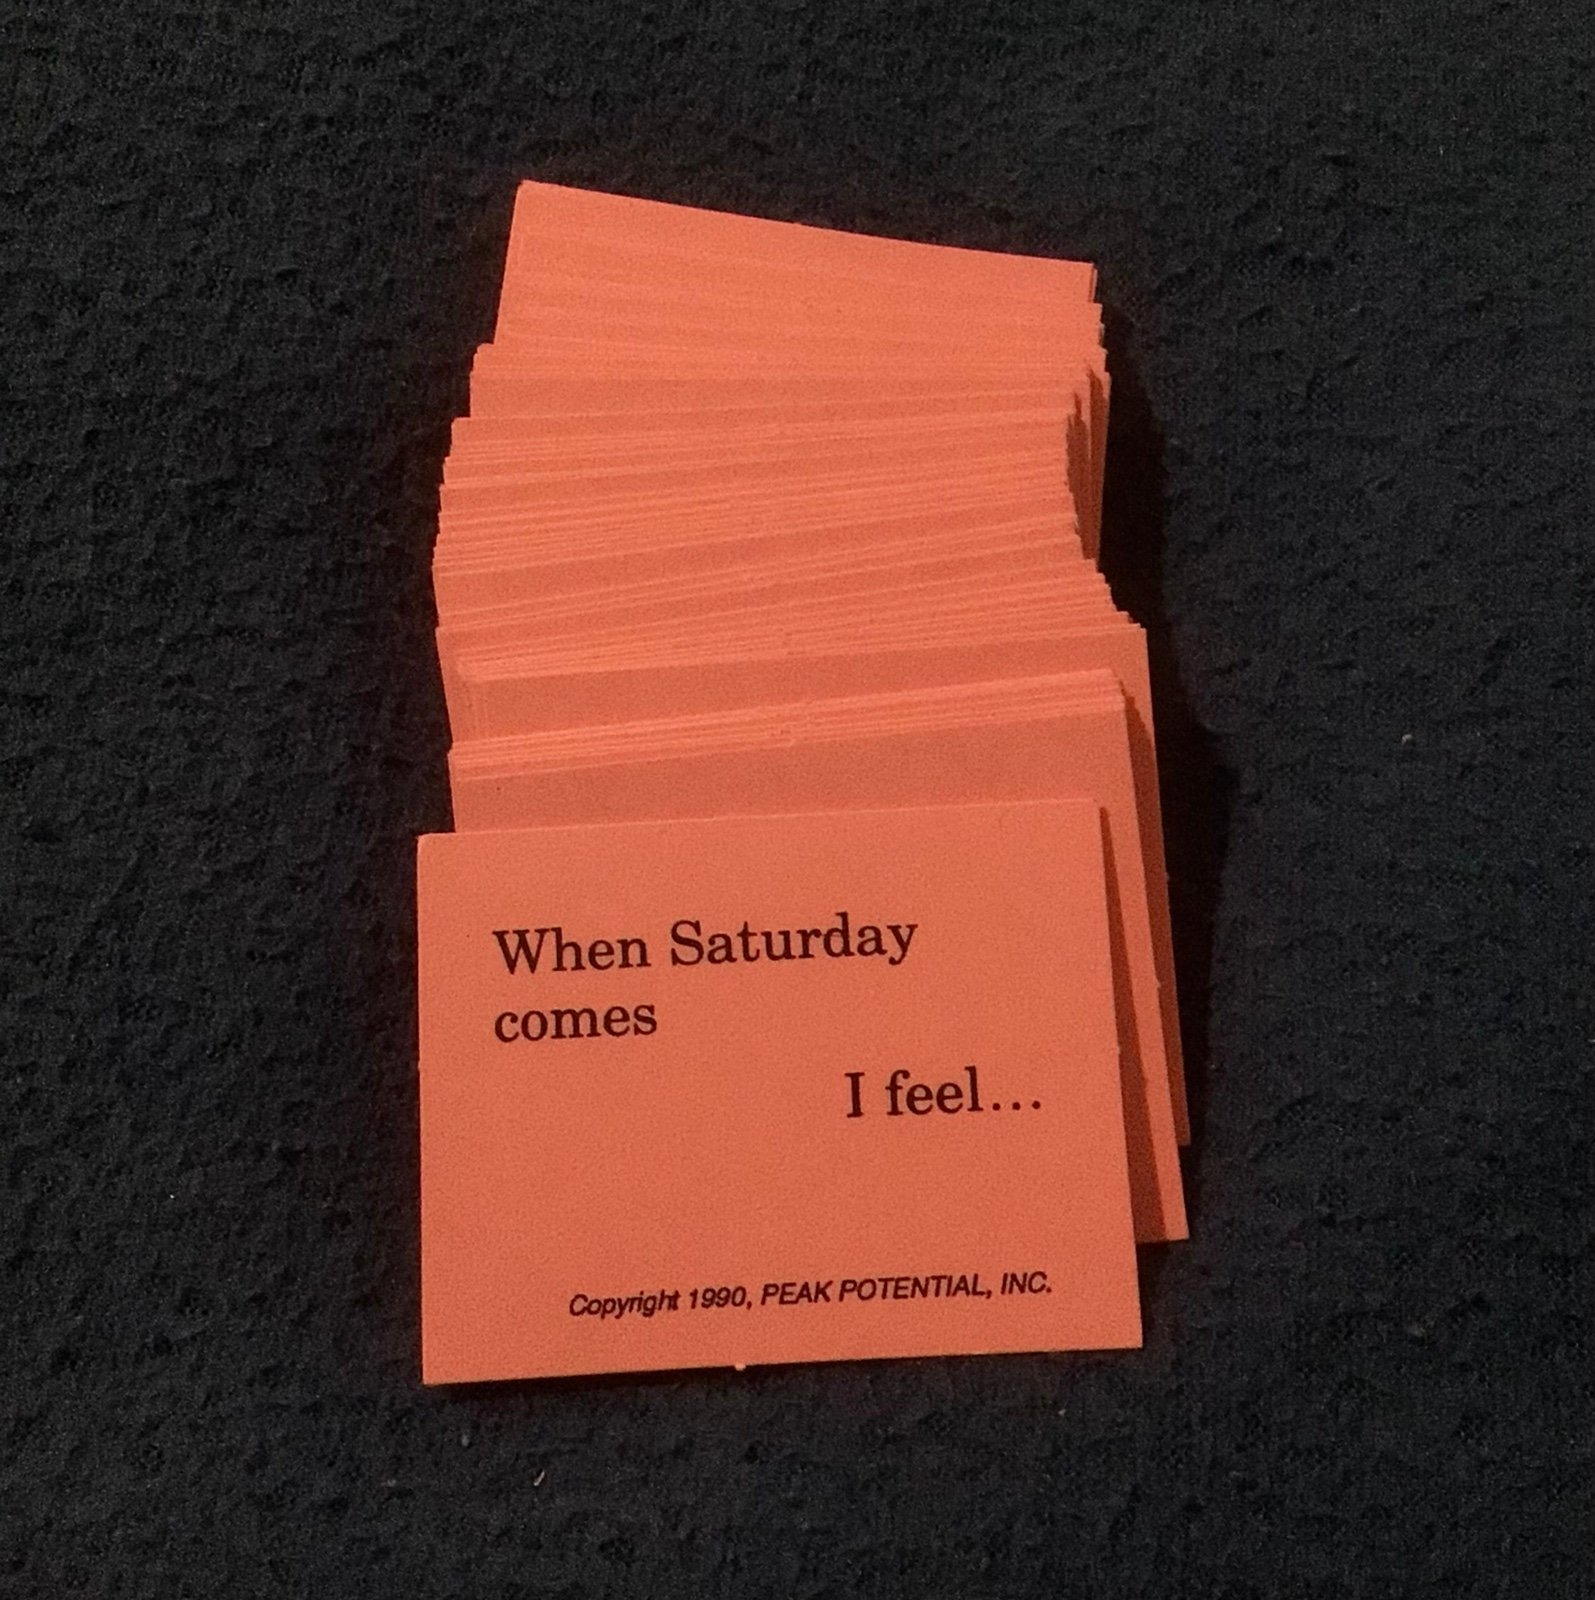 When Saturday
comes
I feel...
Copyright 1990, PEAK POTENTIAL, INC.